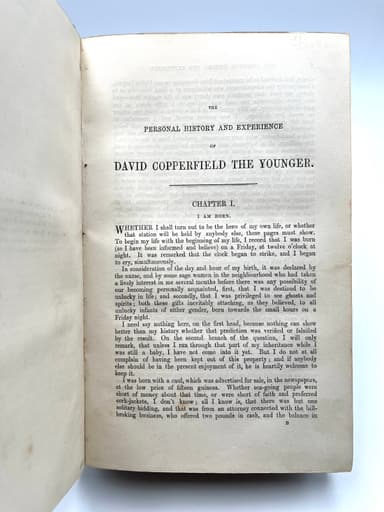 THE
PERSONAL HISTORY AND EXPERIENCE
OF
DAVID COPPERFIELD THE YOUNGER.
CHAPTER I.
I AM BORN.
WHETHER I shall turn out to be the hero of my own life, or whether
that station will be held by anybody else, these pages must show.
To begin my life with the beginning of my life, I record that I was born
(as I have been informed and believe) on a Friday, at twelve o'clock at
night. It was remarked that the clock began to strike, and I began
to cry, simultaneously.
In consideration of the day and hour of my birth, it was declared by
the nurse, and by some sage women in the neighbourhood who had taken
a lively interest in me several months before there was any possibility of
our becoming personally acquainted, first, that I was destined to be
unlucky in life; and secondly, that I was privileged to see ghosts and
spirits; both these gifts inevitably attaching, as they believed, to all
unlucky infants of either gender, born towards the small hours on a
Friday night.
I need say nothing here, on the first head, because nothing can show
better than my history whether that prediction was verified or falsified
by the result. On the second branch of the question, I will only
remark, that unless I ran through that part of my inheritance while I
was still a baby, I have not come into it yet. But I do not at all
complain of having been kept out of this property; and if anybody
else should be in the present enjoyment of it, he is heartily welcome to
keep it.
I was born with a caul, which was advertised for sale, in the newspapers,
at the low price of fifteen guineas. Whether sea-going people were
short of money about that time, or were short of faith and preferred
cork-jackets, I don't know; all I know is, that there was but one
solitary bidding, and that was from an attorney connected with the bill-
broking business, who offered two pounds in cash, and the balance in
B